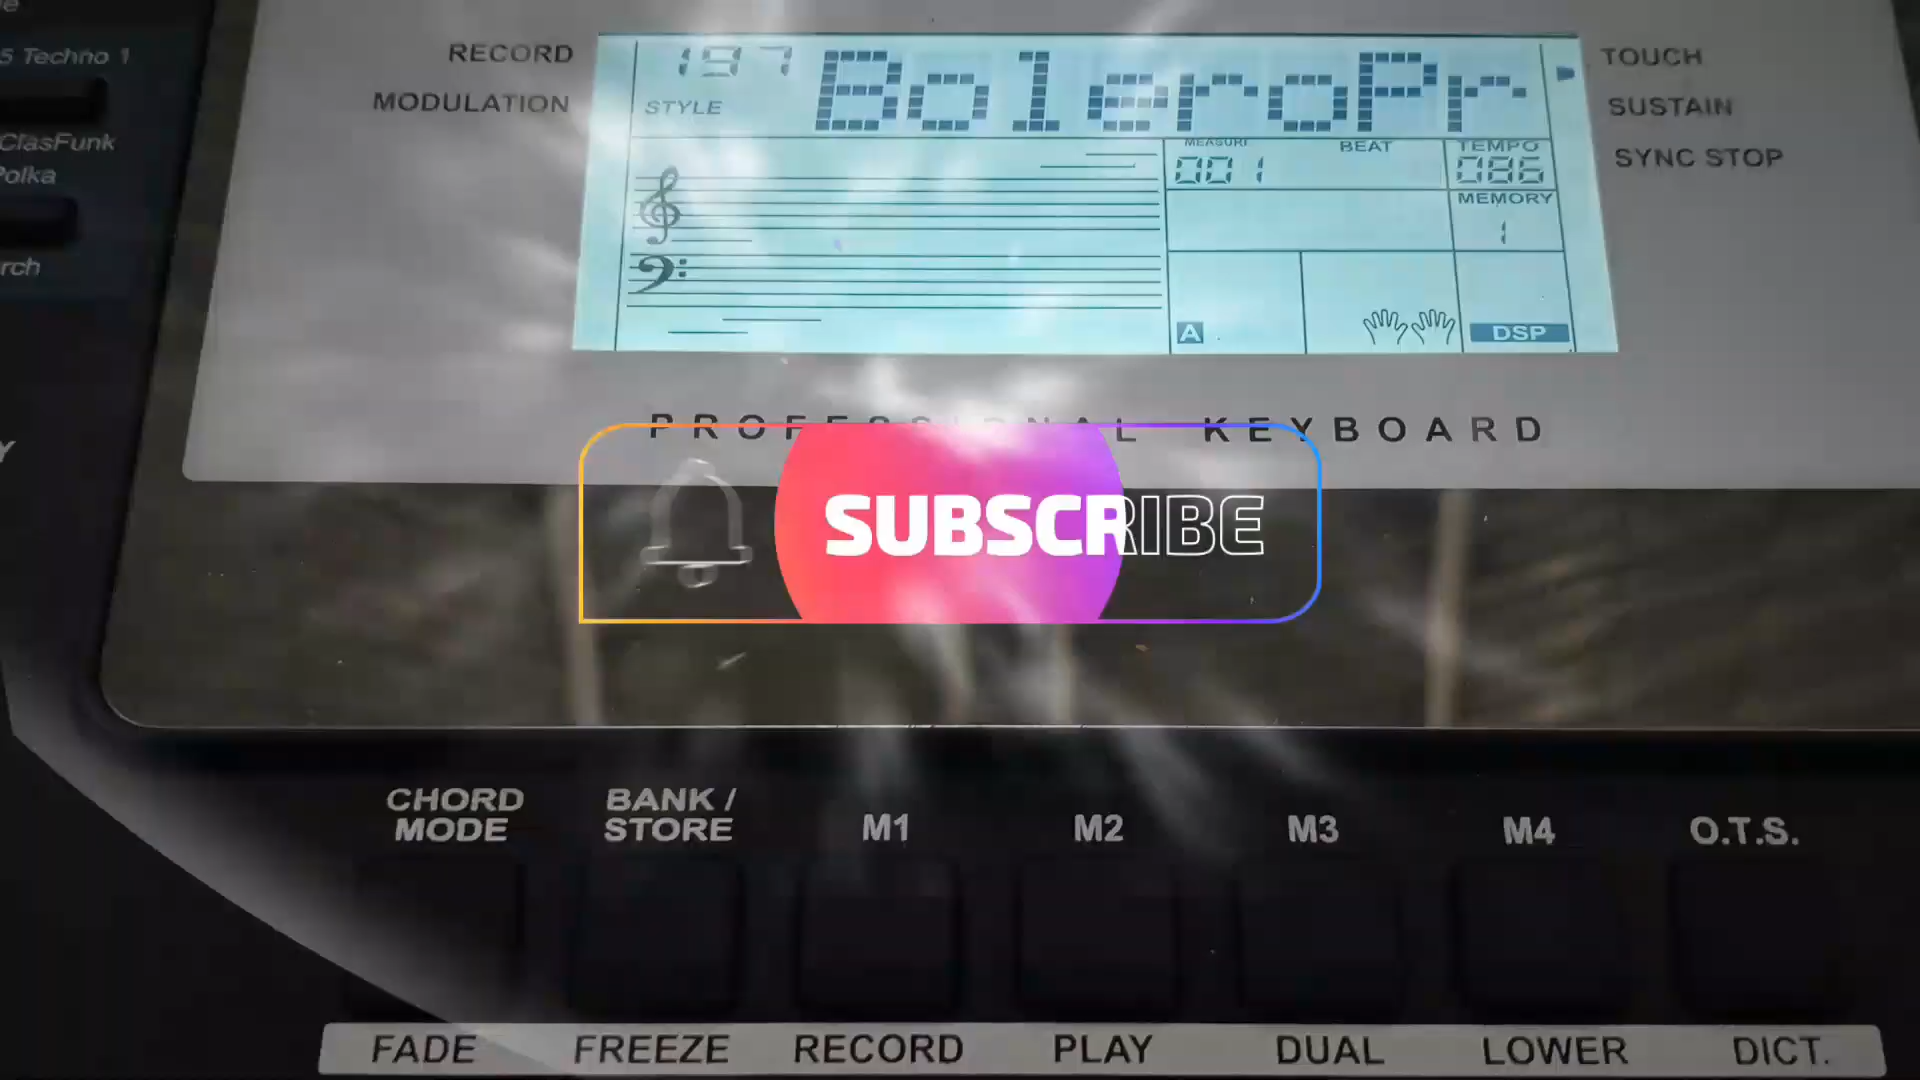 5 Techno 1
ClasFunk
Polka
RECORD
MODULATION
197
STYLE
BoleroPr
MEASURE
001
BEAT
TEMPO
086
MEMORY
1
A
DSP
TOUCH
SUSTAIN
SYNC STOP
PROFESSIONAL KEYBOARD
SUBSCRIBE
CHORD
MODE
BANK /
STORE
M1
M2
M3
M4
O.T.S.
FADE
FREEZE
RECORD
PLAY
DUAL
LOWER
DICT.